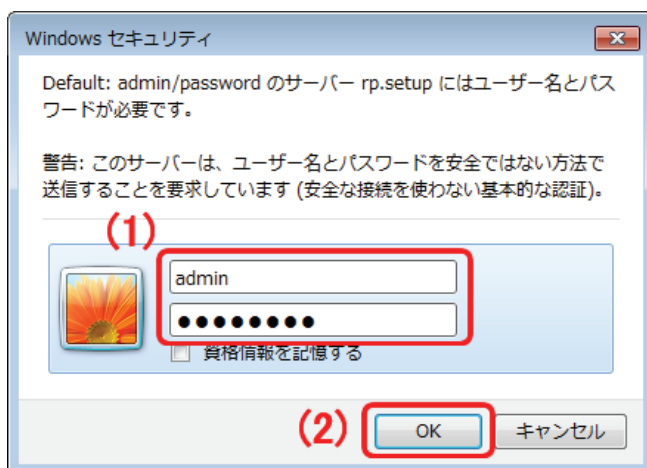 Windows セキュリティ
Default: admin/password のサーバー rp.setup にはユーザー名とパス
ワードが必要です。
警告: このサーバーは、ユーザー名とパスワードを安全ではない方法で
送信することを要求しています (安全な接続を使わない基本的な認証)。
(1)
admin
●●●●●●●●
資格情報を記憶する
(2)
OK
キャンセル